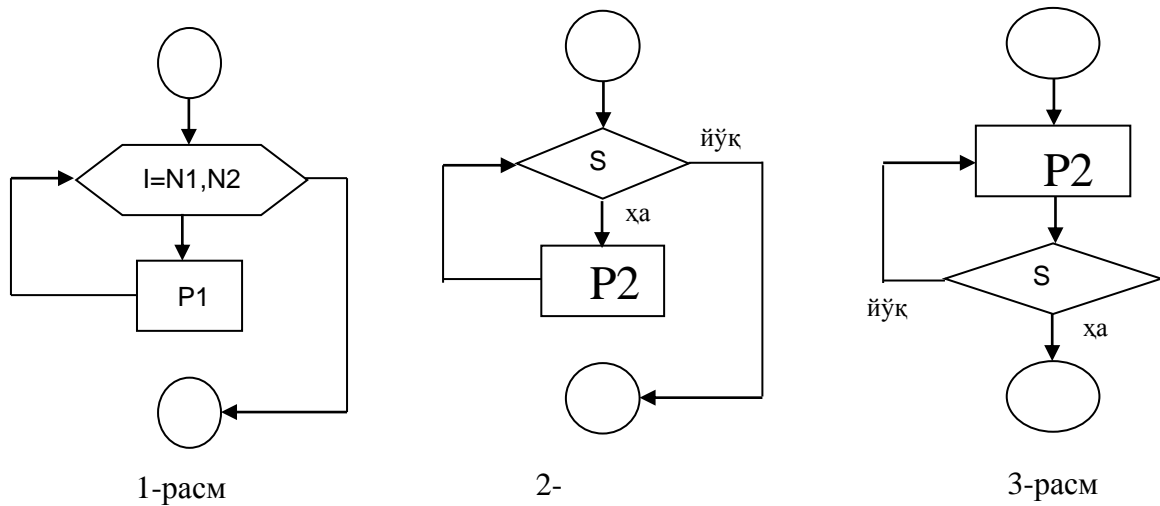 I=N1,N2
P1
1-расм
S
йўқ
ҳа
P2
2-
P2
S
йўқ
ҳа
3-расм